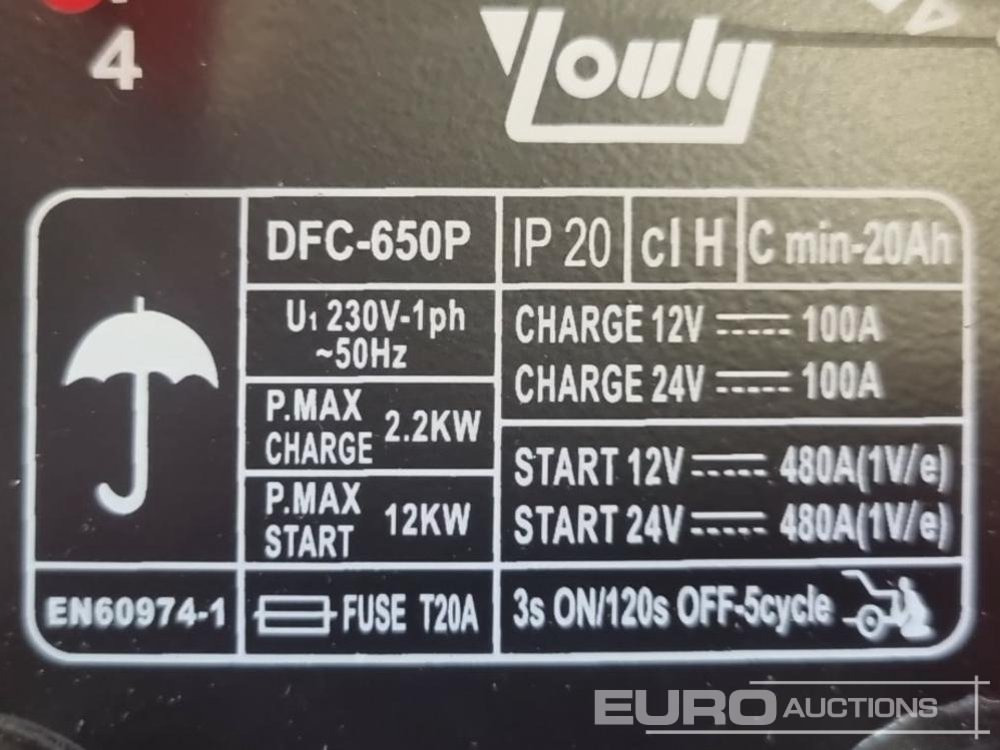 4
Youly
DFC-650P
IP 20
cl H
C min-20Ah
U1 230V-1ph
~50Hz
CHARGE 12V 100A
CHARGE 24V 100A
P.MAX
CHARGE 2.2KW
P.MAX
START 12KW
START 12V 480A(1V/e)
START 24V 480A(1V/e)
EN60974-1
FUSE T20A
3s ON/120s OFF-5cycle
EURO AUCTIONS